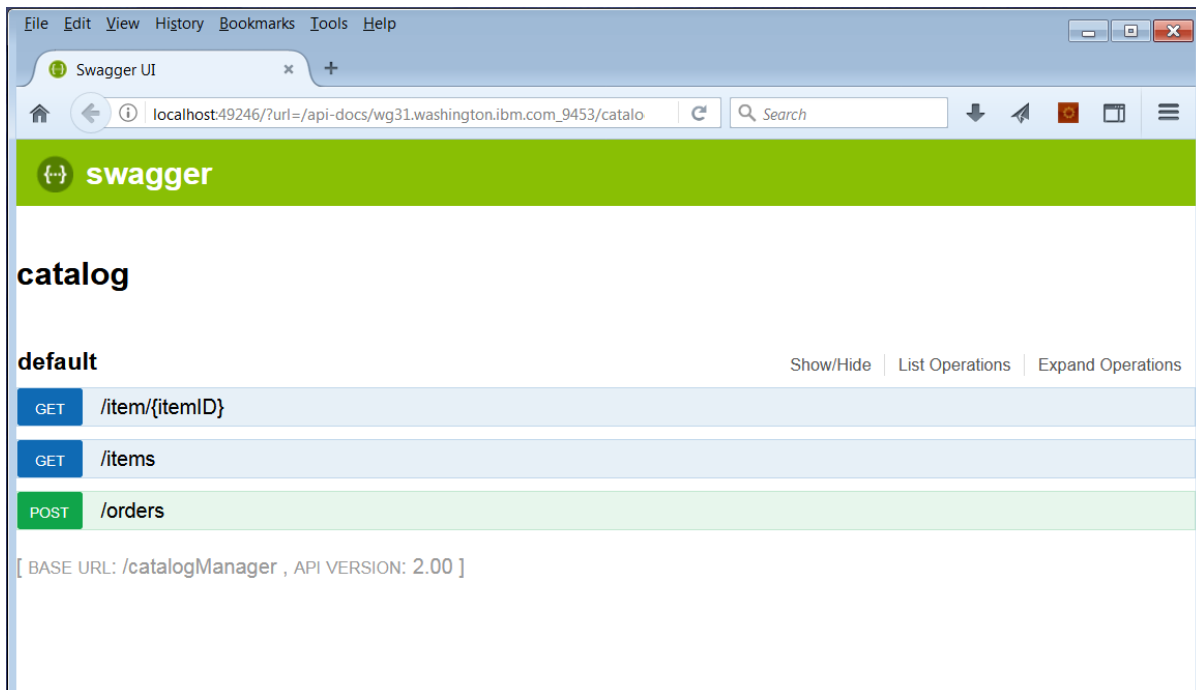 File Edit View History Bookmarks Tools Help
Swagger UI
localhost:49246/?url=/api-docs/wg31.washington.ibm.com_9453/catalo Search
{··} swagger
catalog
default Show/Hide List Operations Expand Operations
GET /item/{itemID}
GET /items
POST /orders
[ BASE URL: /catalogManager , API VERSION: 2.00 ]